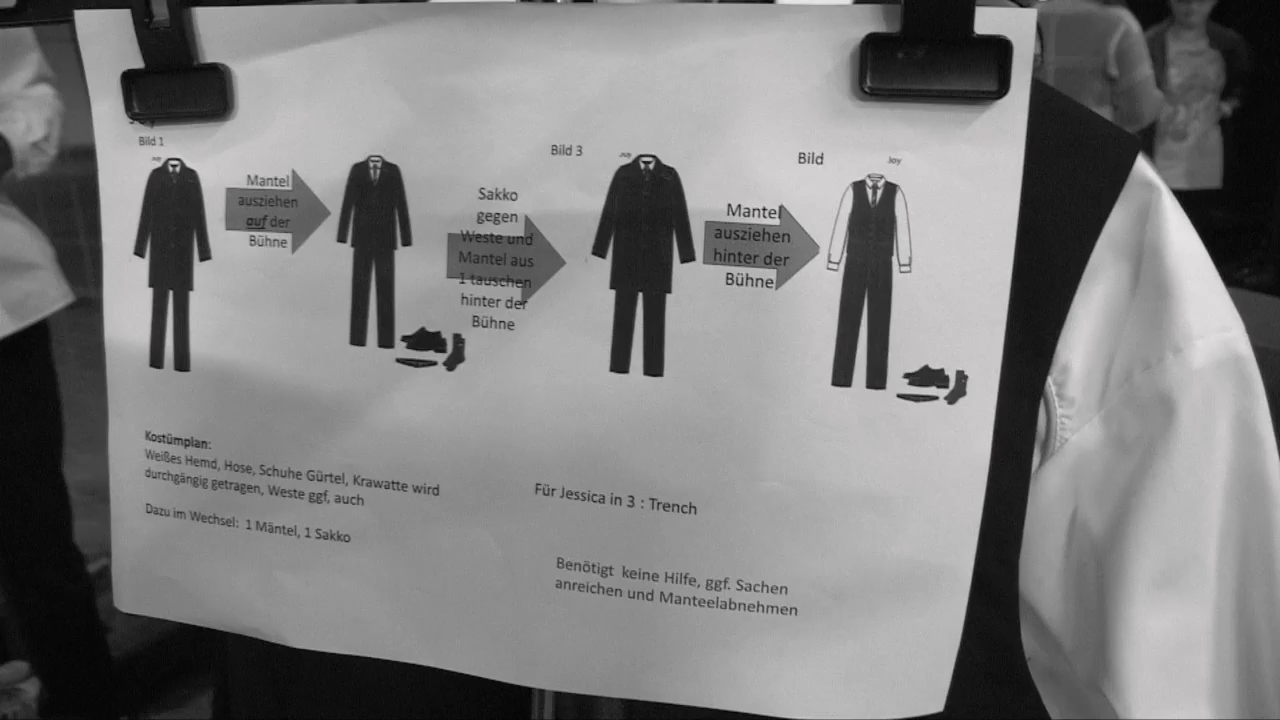 Bild 1
Joy
Mantel
ausziehen
auf der
Bühne
Sakko
gegen
Weste und
Mantel aus
1 tauschen
hinter der
Bühne
Bild 3
Joy
Mantel
ausziehen
hinter der
Bühne
Bild
Joy
Kostümplan:
Weißes Hemd, Hose, Schuhe Gürtel, Krawatte wird
durchgängig getragen, Weste ggf, auch
Dazu im Wechsel: 1 Mäntel, 1 Sakko
Für Jessica in 3 : Trench
Benötigt keine Hilfe, ggf. Sachen
anreichen und Manteelabnehmen